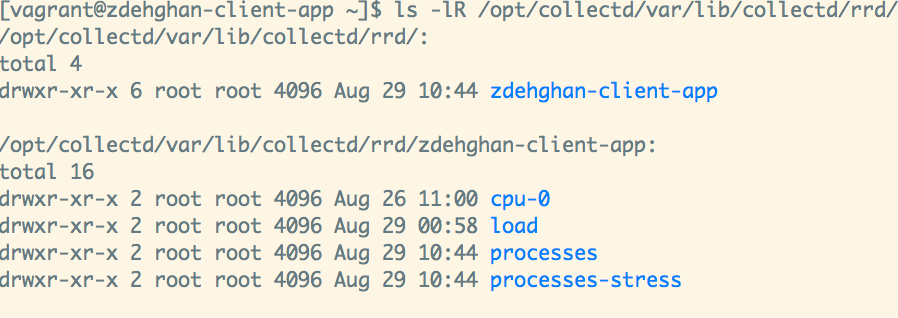 [vagrant@zdehghan-client-app ~]$ ls -lR /opt/collectd/var/lib/collectd/rrd/
/opt/collectd/var/lib/collectd/rrd/:
total 4
drwxr-xr-x 6 root root 4096 Aug 29 10:44 zdehghan-client-app
/opt/collectd/var/lib/collectd/rrd/zdehghan-client-app:
total 16
drwxr-xr-x 2 root root 4096 Aug 26 11:00 cpu-0
drwxr-xr-x 2 root root 4096 Aug 29 00:58 load
drwxr-xr-x 2 root root 4096 Aug 29 10:44 processes
drwxr-xr-x 2 root root 4096 Aug 29 10:44 processes-stress